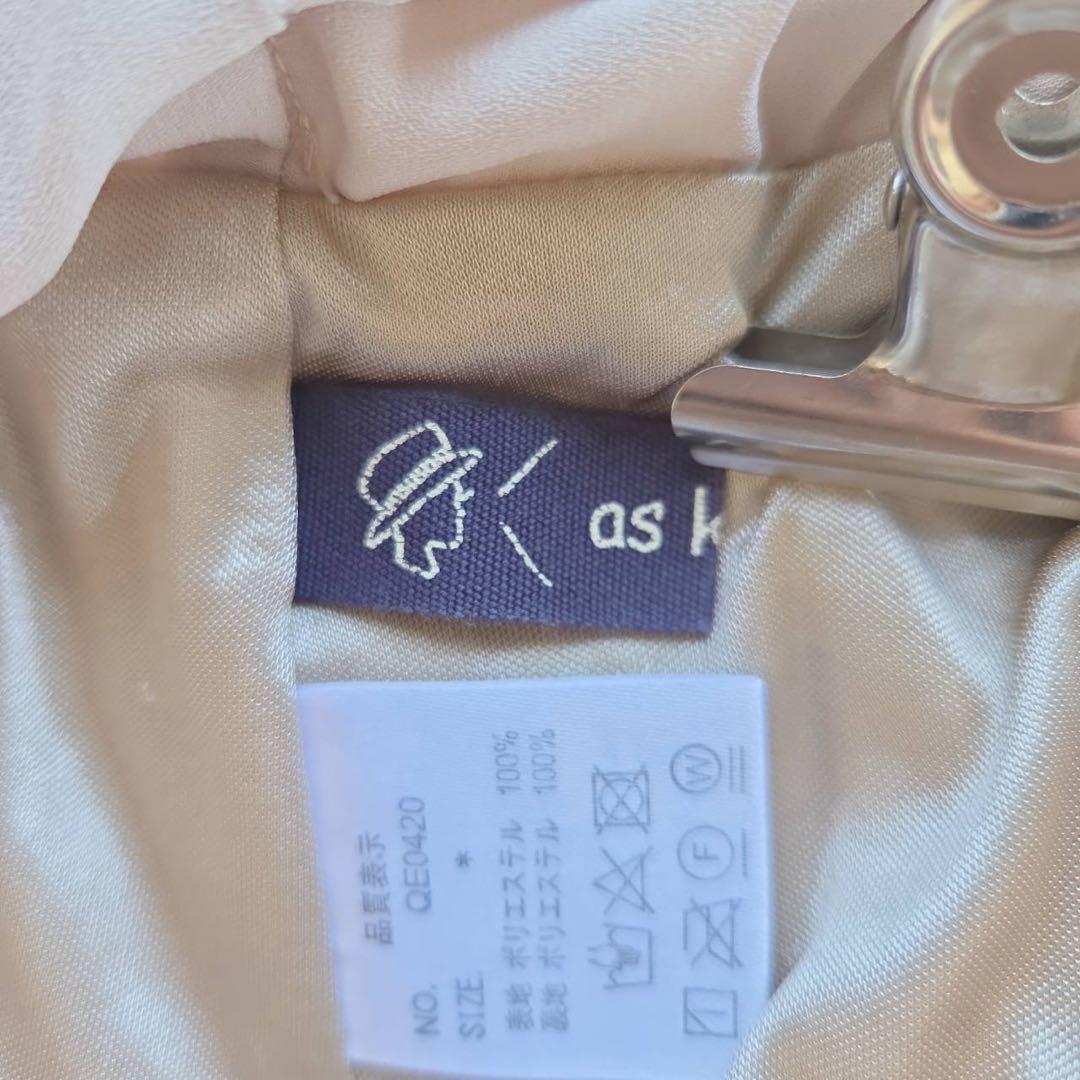 as k
品質表示
NO. QE0420
SIZE *
表地 ポリエステル 100%
裏地 ポリエステル 100%
F W